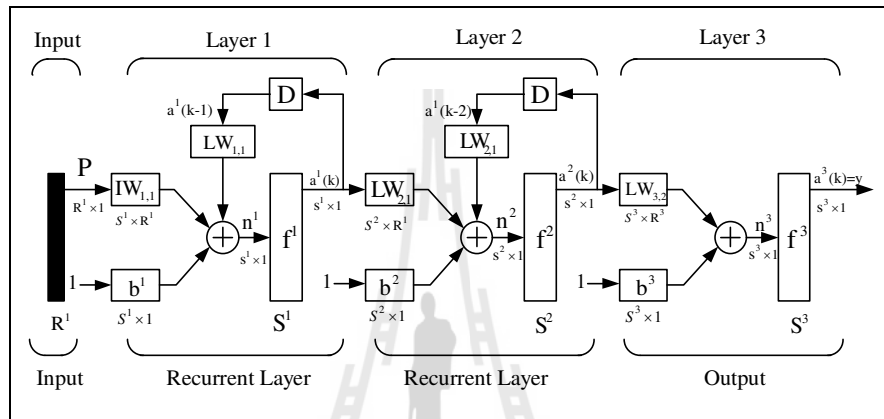 Input Layer 1 Layer 2 Layer 3
D D
a¹(k-1) a¹(k-2)
LW₁,₁ LW₂,₁
P a¹(k) a²(k) a³(k)=y
IW₁,₁ LW₂,₁ LW₃,₂
R¹×1 s¹×1 s²×1 s³×1
S¹×R¹ S²×R¹ S³×R³
n¹ n² n³
f¹ f² f³
s¹×1 s²×1 s³×1
1 b¹ 1 b² 1 b³
R¹ S¹×1 S¹ S²×1 S² S³×1 S³
Input Recurrent Layer Recurrent Layer Output